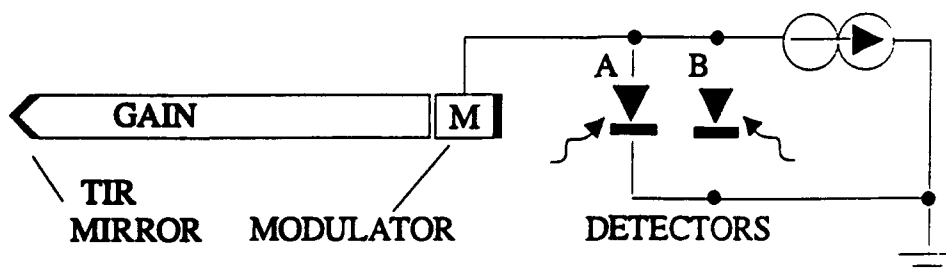 A B
GAIN M
TIR
MIRROR MODULATOR DETECTORS